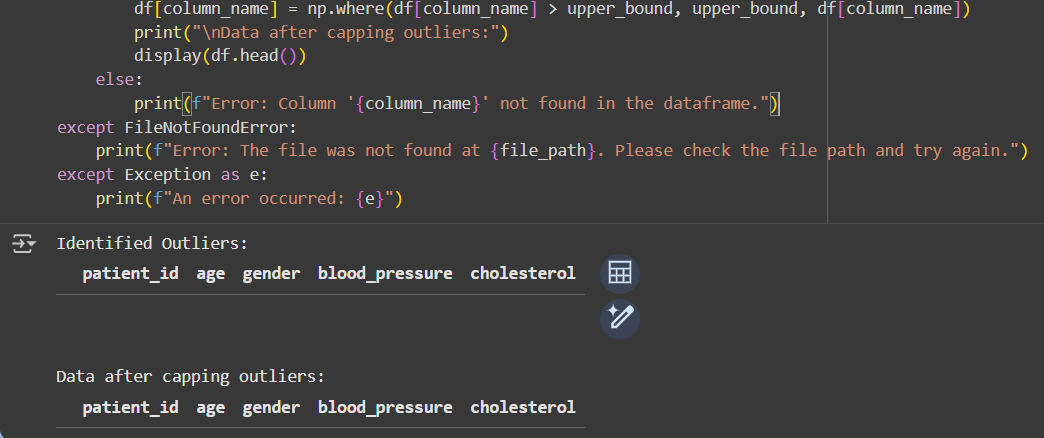 df[column_name] = np.where(df[column_name] > upper_bound, upper_bound, df[column_name])
print("\nData after capping outliers:")
display(df.head())
else:
print(f"Error: Column '{column_name}' not found in the dataframe.")
except FileNotFoundError:
print(f"Error: The file was not found at {file_path}. Please check the file path and try again.")
except Exception as e:
print(f"An error occurred: {e}")
Identified Outliers:
patient_id age gender blood_pressure cholesterol
Data after capping outliers:
patient_id age gender blood_pressure cholesterol